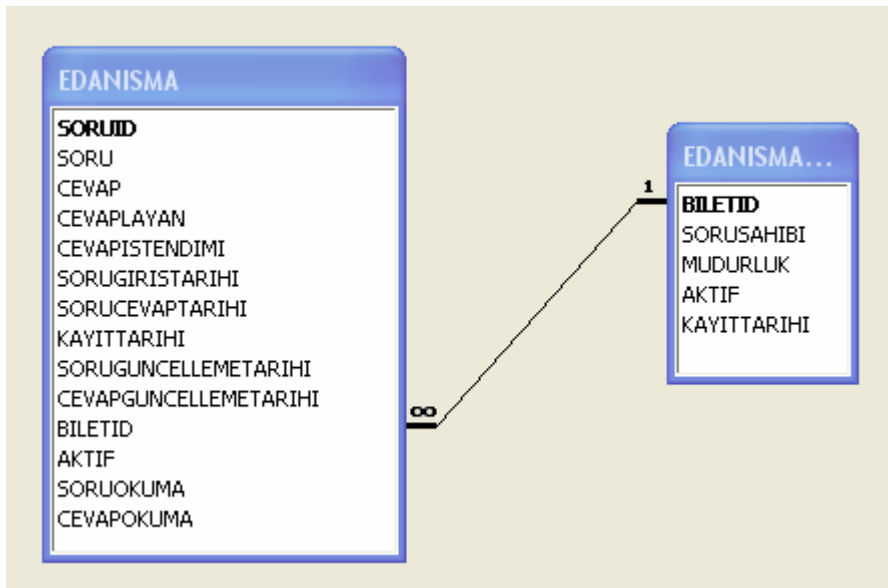 EDANISMA
SORUID
SORU
CEVAP
CEVAPLAYAN
CEVAPISTENDIMI
SORUGIRISTARIHI
SORUCEVAPTARIHI
KAYITTARIHI
SORUGUNCELLEMETARIHI
CEVAPGUNCELLEMETARIHI
BILETID
AKTIF
SORUOKUMA
CEVAPOKUMA
∞
1
EDANISMA...
BILETID
SORUSAHIBI
MUDURLUK
AKTIF
KAYITTARIHI